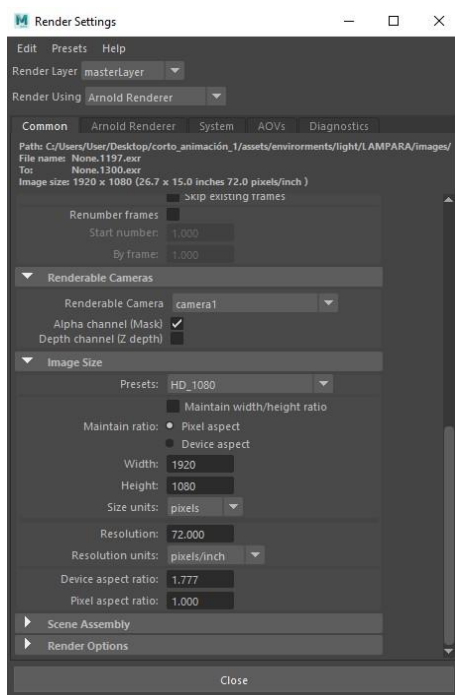 Render Settings
Edit Presets Help
Render Layer masterLayer
Render Using Arnold Renderer
Common Arnold Renderer System AOVs Diagnostics
Path: C:/Users/User/Desktop/corto_animación_1/assets/envirorments/light/LAMPARA/images/
File name: None.1197.exr
To: None.1300.exr
Image size: 1920 x 1080 (26.7 x 15.0 inches 72.0 pixels/inch )
Skip existing frames
Renumber frames
Start number: 1.000
By frame: 1.000
Renderable Cameras
Renderable Camera camera1
Alpha channel (Mask)
Depth channel (Z depth)
Image Size
Presets: HD_1080
Maintain width/height ratio
Maintain ratio: Pixel aspect
Device aspect
Width: 1920
Height: 1080
Size units: pixels
Resolution: 72.000
Resolution units: pixels/inch
Device aspect ratio: 1.777
Pixel aspect ratio: 1.000
Scene Assembly
Render Options
Close